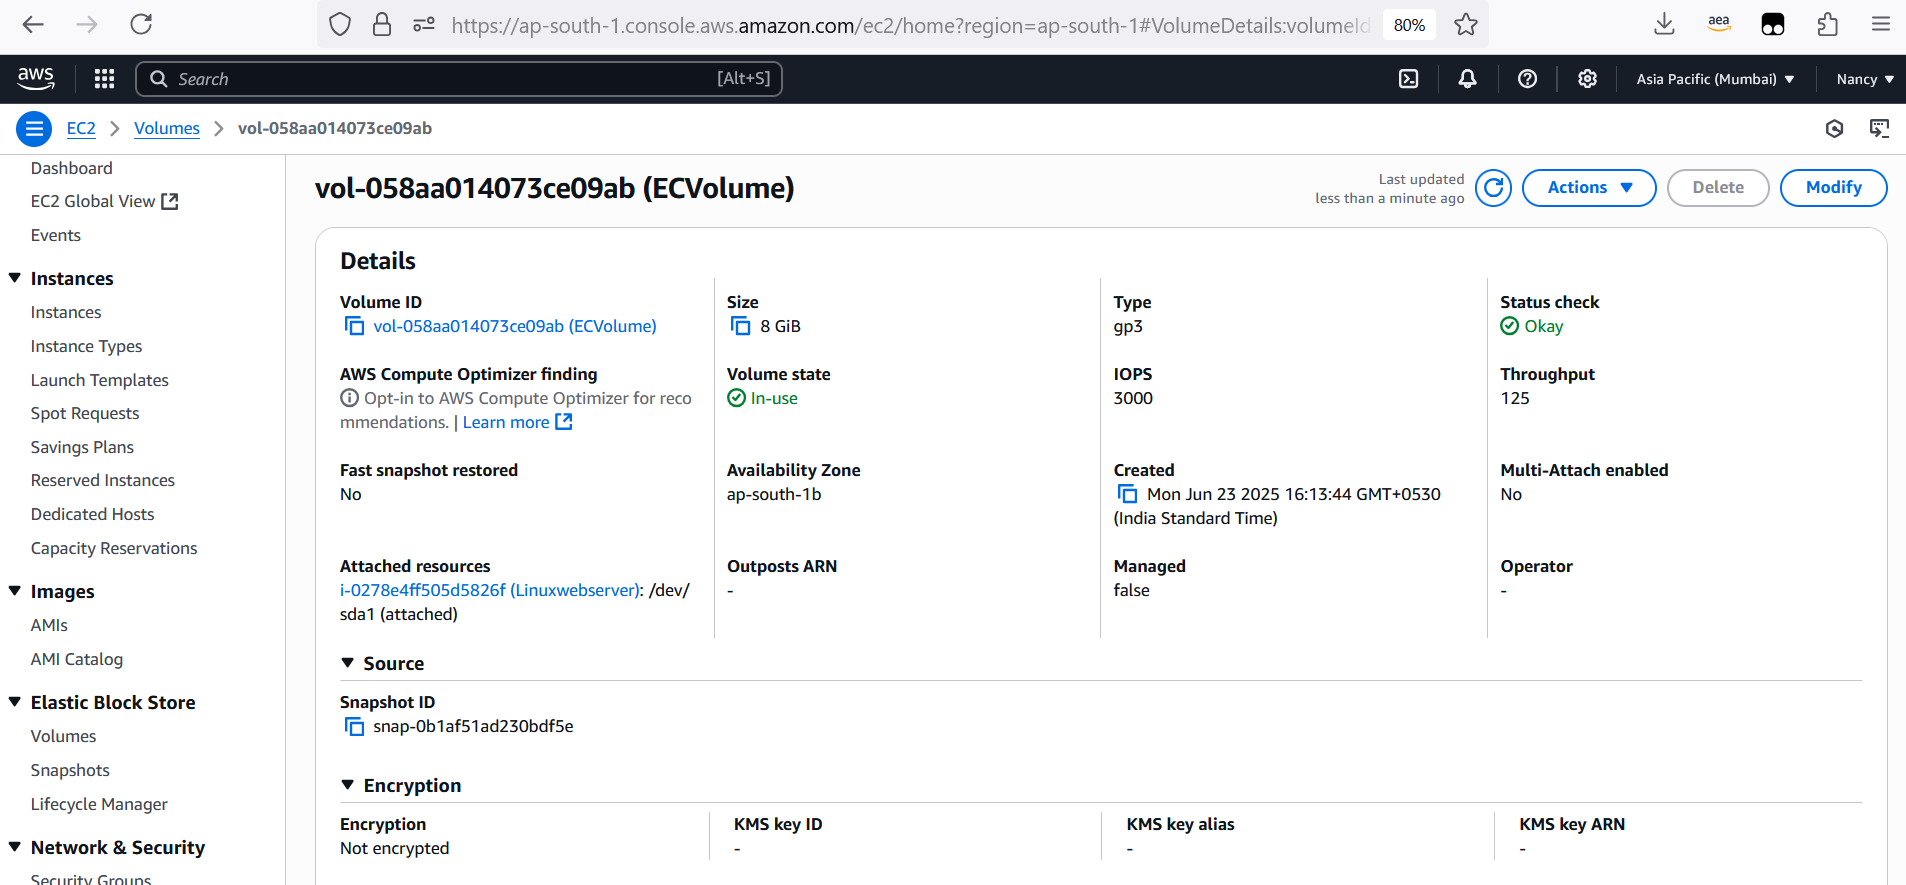 https://ap-south-1.console.aws.amazon.com/ec2/home?region=ap-south-1#VolumeDetails:volumeId
80%
aea
aws
Search
[Alt+S]
Asia Pacific (Mumbai)
Nancy
EC2
Volumes
vol-058aa014073ce09ab
Dashboard
EC2 Global View
Events
Instances
Instances
Instance Types
Launch Templates
Spot Requests
Savings Plans
Reserved Instances
Dedicated Hosts
Capacity Reservations
Images
AMIs
AMI Catalog
Elastic Block Store
Volumes
Snapshots
Lifecycle Manager
Network & Security
Security Groups
vol-058aa014073ce09ab (ECVolume)
Last updated
less than a minute ago
Actions
Delete
Modify
Details
Volume ID
vol-058aa014073ce09ab (ECVolume)
Size
8 GiB
Type
gp3
Status check
Okay
AWS Compute Optimizer finding
Opt-in to AWS Compute Optimizer for reco
mmendations. | Learn more
Volume state
In-use
IOPS
3000
Throughput
125
Fast snapshot restored
No
Availability Zone
ap-south-1b
Created
Mon Jun 23 2025 16:13:44 GMT+0530
(India Standard Time)
Multi-Attach enabled
No
Attached resources
i-0278e4ff505d5826f (Linuxwebserver): /dev/
sda1 (attached)
Outposts ARN
-
Managed
false
Operator
-
Source
Snapshot ID
snap-0b1af51ad230bdf5e
Encryption
Encryption
Not encrypted
KMS key ID
-
KMS key alias
-
KMS key ARN
-